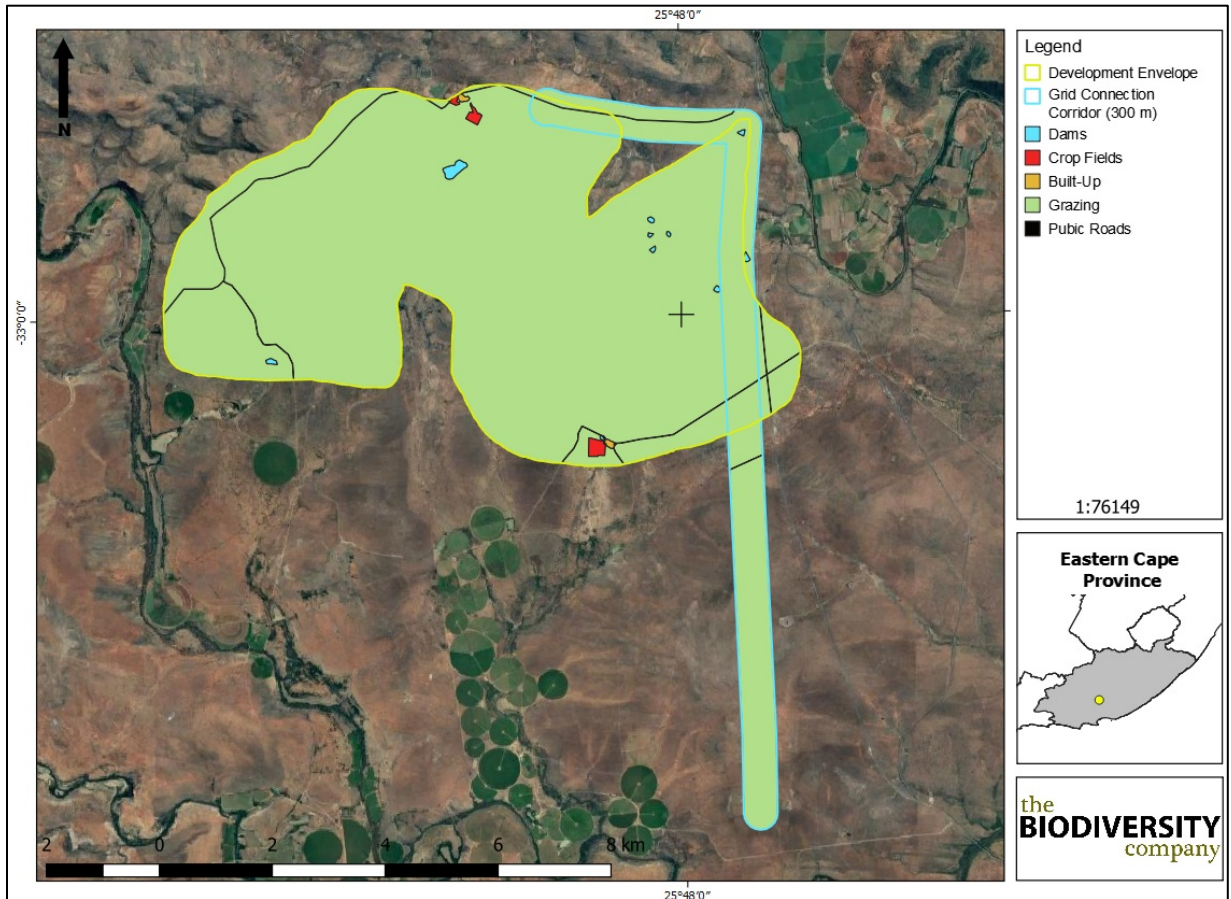 25°48'0"
Legend
Development Envelope
Grid Connection
Corridor (300 m)
Dams
Crop Fields
Built-Up
Grazing
Pubic Roads
N
-33°0'0"
1:76149
Eastern Cape
Province
2 0 2 4 6 8 km
the
BIODIVERSITY
company
25°48'0"